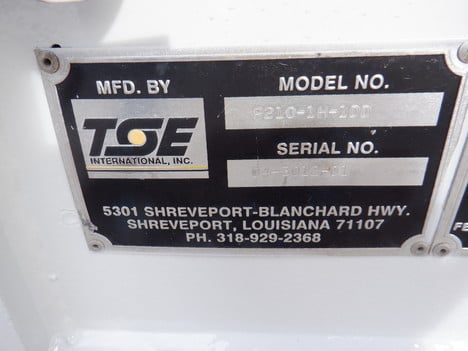 MFD. BY
TSE
INTERNATIONAL, INC.
MODEL NO.
SERIAL NO.
5301 SHREVEPORT-BLANCHARD HWY.
SHREVEPORT, LOUISIANA 71107
PH. 318-929-2368